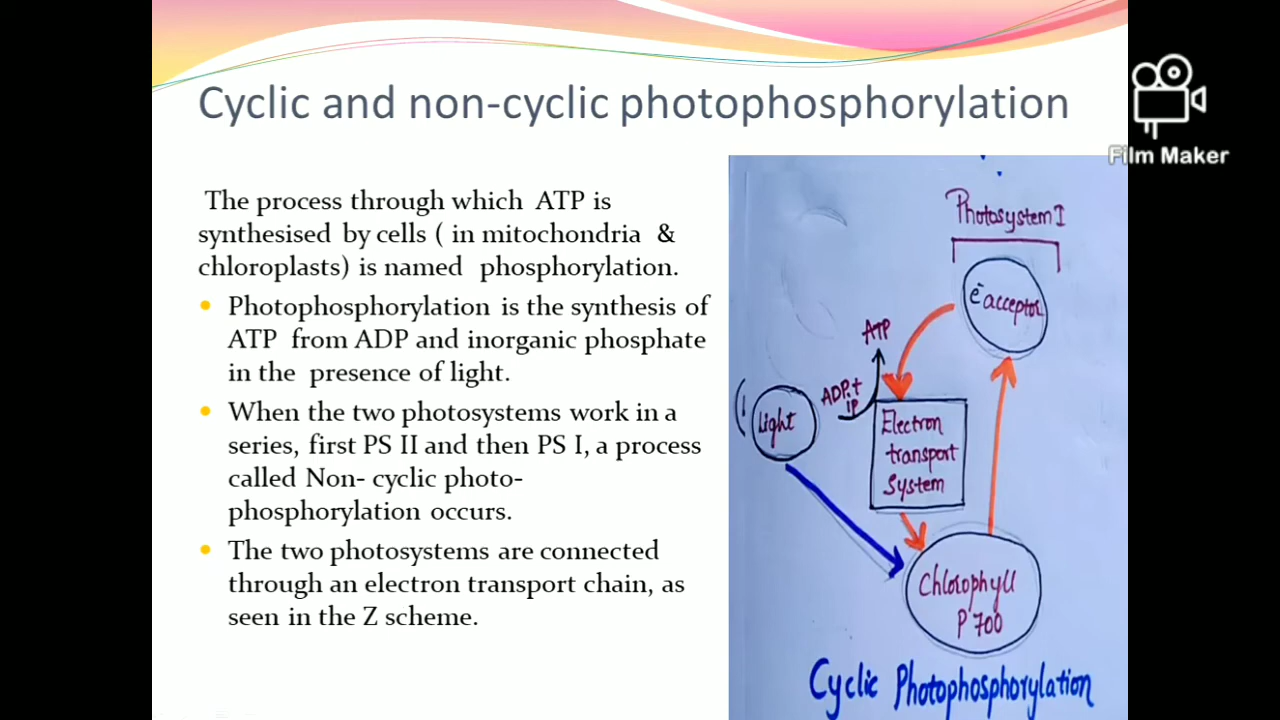 Cyclic and non-cyclic photophosphorylation
Film Maker
The process through which ATP is
synthesised by cells ( in mitochondria & 
chloroplasts) is named phosphorylation.
• Photophosphorylation is the synthesis of
ATP from ADP and inorganic phosphate
in the presence of light.
• When the two photosystems work in a
series, first PS II and then PS I, a process
called Non- cyclic photo-
phosphorylation occurs.
• The two photosystems are connected
through an electron transport chain, as
seen in the Z scheme.
Photosystem I
e- acceptor
ATP
ADP+
iP
Light
Electron
transport
System
Chlorophyll
P 700
Cyclic Photophosphorylation